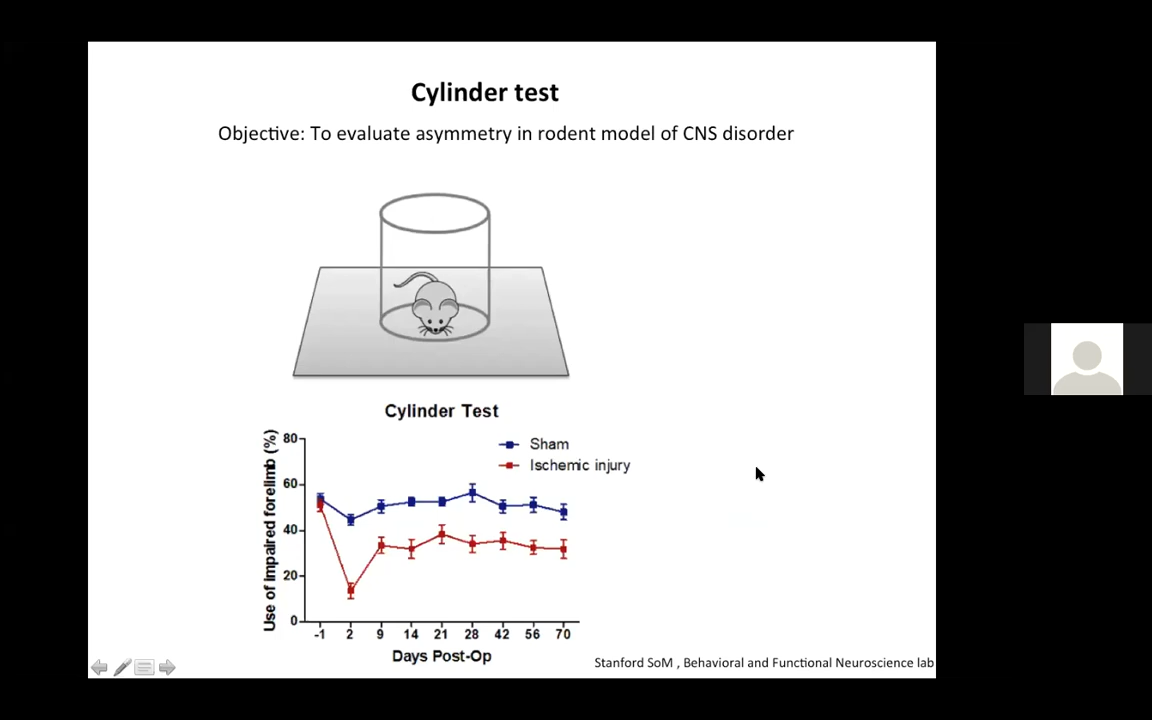 Cylinder test
Objective: To evaluate asymmetry in rodent model of CNS disorder
Cylinder Test
Use of Impaired forelimb (%)
80
60
40
20
0
Sham
Ischemic injury
-1 2 9 14 21 28 42 56 70
Days Post-Op
Stanford SoM , Behavioral and Functional Neuroscience lab